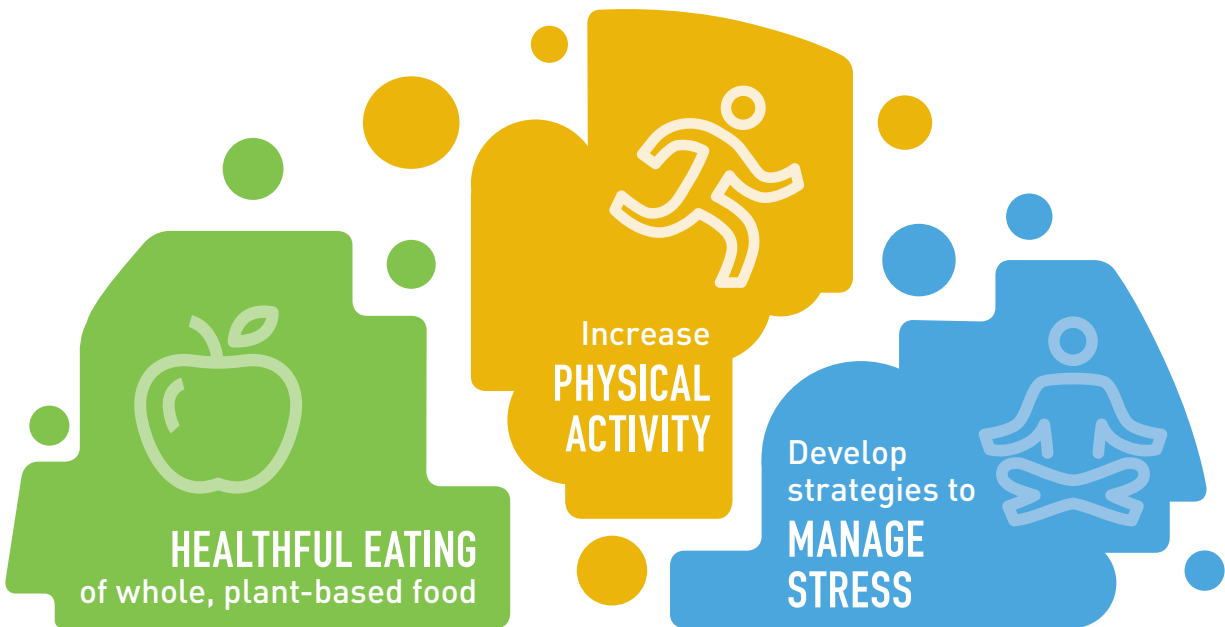 HEALTHFUL EATING
of whole, plant-based food
Increase
PHYSICAL
ACTIVITY
Develop
strategies to
MANAGE
STRESS